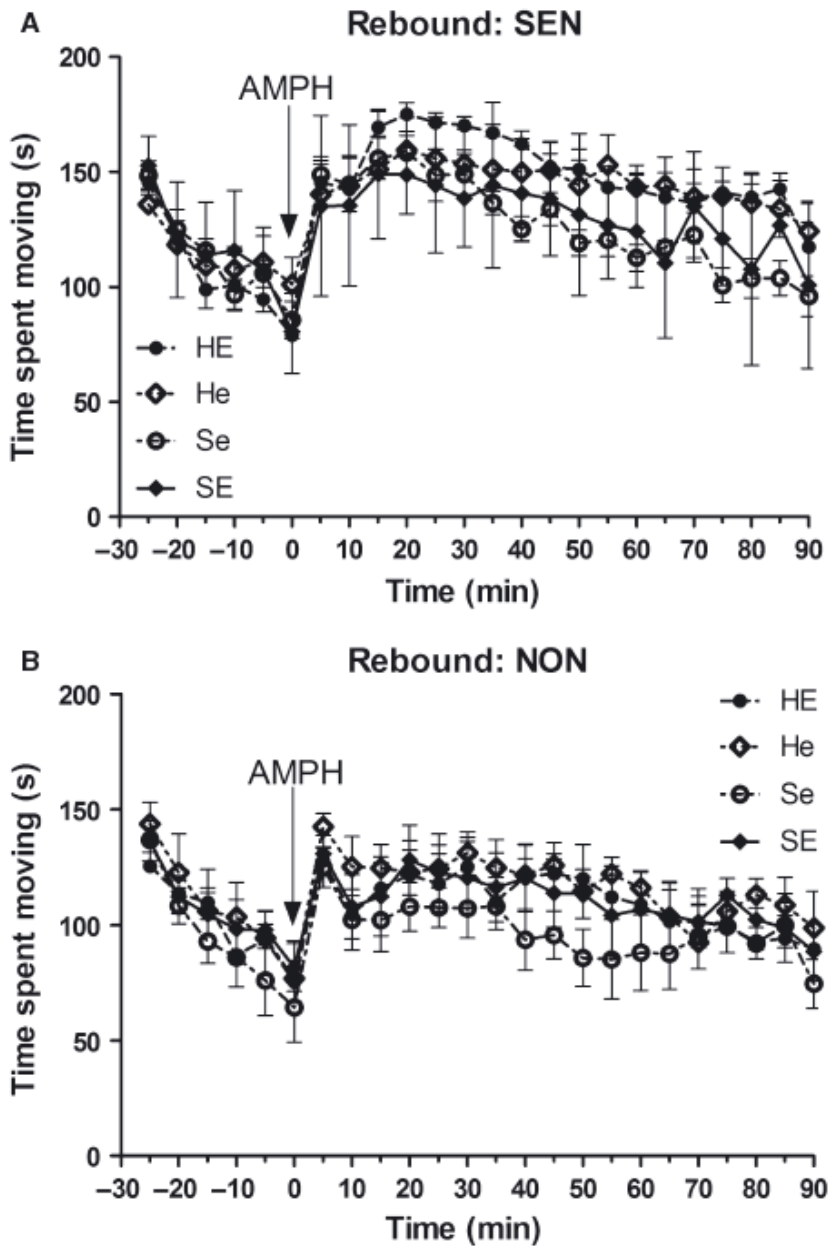 A
Rebound: SEN
200
150
100
50
0
Time spent moving (s)
AMPH
HE
He
Se
SE
–30 –20 –10 0 10 20 30 40 50 60 70 80 90
Time (min)
B
Rebound: NON
200
150
100
50
0
Time spent moving (s)
AMPH
HE
He
Se
SE
–30 –20 –10 0 10 20 30 40 50 60 70 80 90
Time (min)